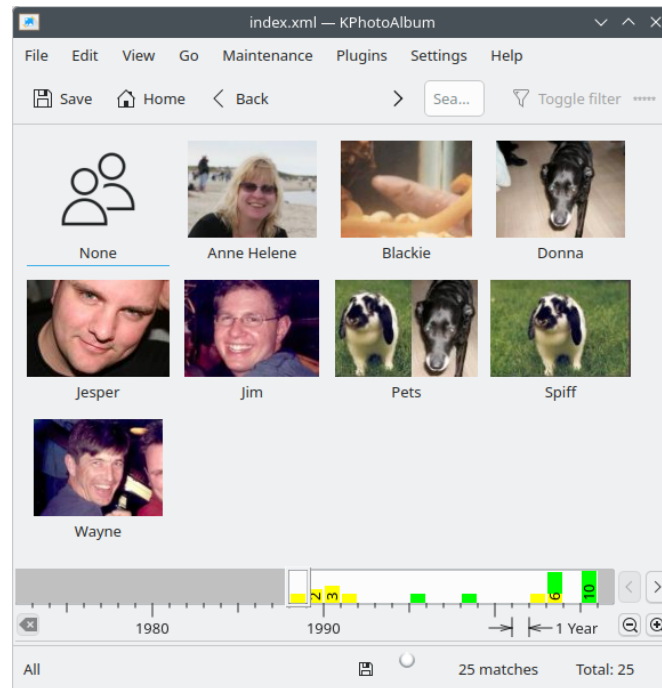 index.xml — KPhotoAlbum
File Edit View Go Maintenance Plugins Settings Help
Save Home Back Sea... Toggle filter
None Anne Helene Blackie Donna
Jesper Jim Pets Spiff
Wayne
2 3 6 10
1980 1990 1 Year
All 25 matches Total: 25